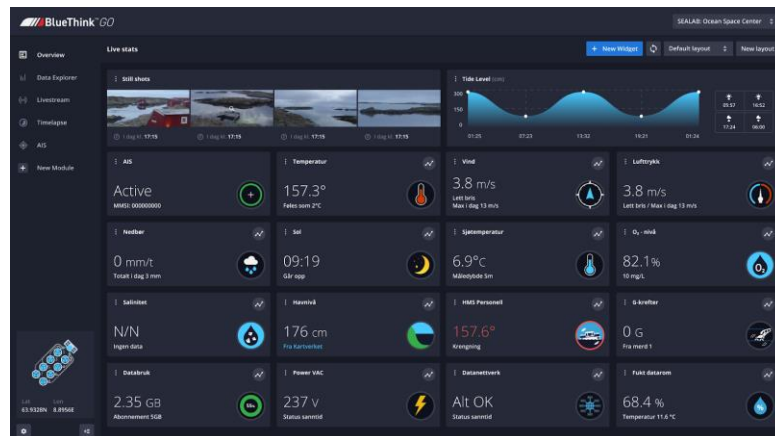 BlueThink GO
SEALAB: Ocean Space Center
Overview
Data Explorer
Livestream
Timelapse
AIS
New Module
Live stats
+ New Widget
Default layout
New layout
Still shots
I dag kl. 17:15
I dag kl. 17:15
I dag kl. 17:15
I dag kl. 17:15
Tide Level (cm)
300
150
0
01:25
07:23
13:32
19:21
01:24
05:57
16:52
17:24
06:00
AIS
Active
MMSI: 000000000
Temperatur
157.3°
Føles som 2°C
Vind
3.8 m/s
Lett bris
Max i dag 13 m/s
Lufttrykk
3.8 m/s
Lett bris / Max i dag 13 m/s
Nedbør
0 mm/t
Totalt i dag 3 mm
Sol
09:19
Går opp
Sjøtemperatur
6.9°C
Måledybde 5m
O₂ - nivå
82.1%
10 mg/L
O₂
Salinitet
N/N
Ingen data
Havnivå
176 cm
Fra Kartverket
HMS Personell
157.6°
Krengning
G-krefter
0 G
Fra merd 1
Databruk
2.35 GB
Abonnement 5GB
Power VAC
237 V
Status sanntid
Datanettverk
Alt OK
Status sanntid
Fukt datarom
68.4 %
Temperatur 11.6 °C
%
Lat
Lon
63.9328N
8.8956E